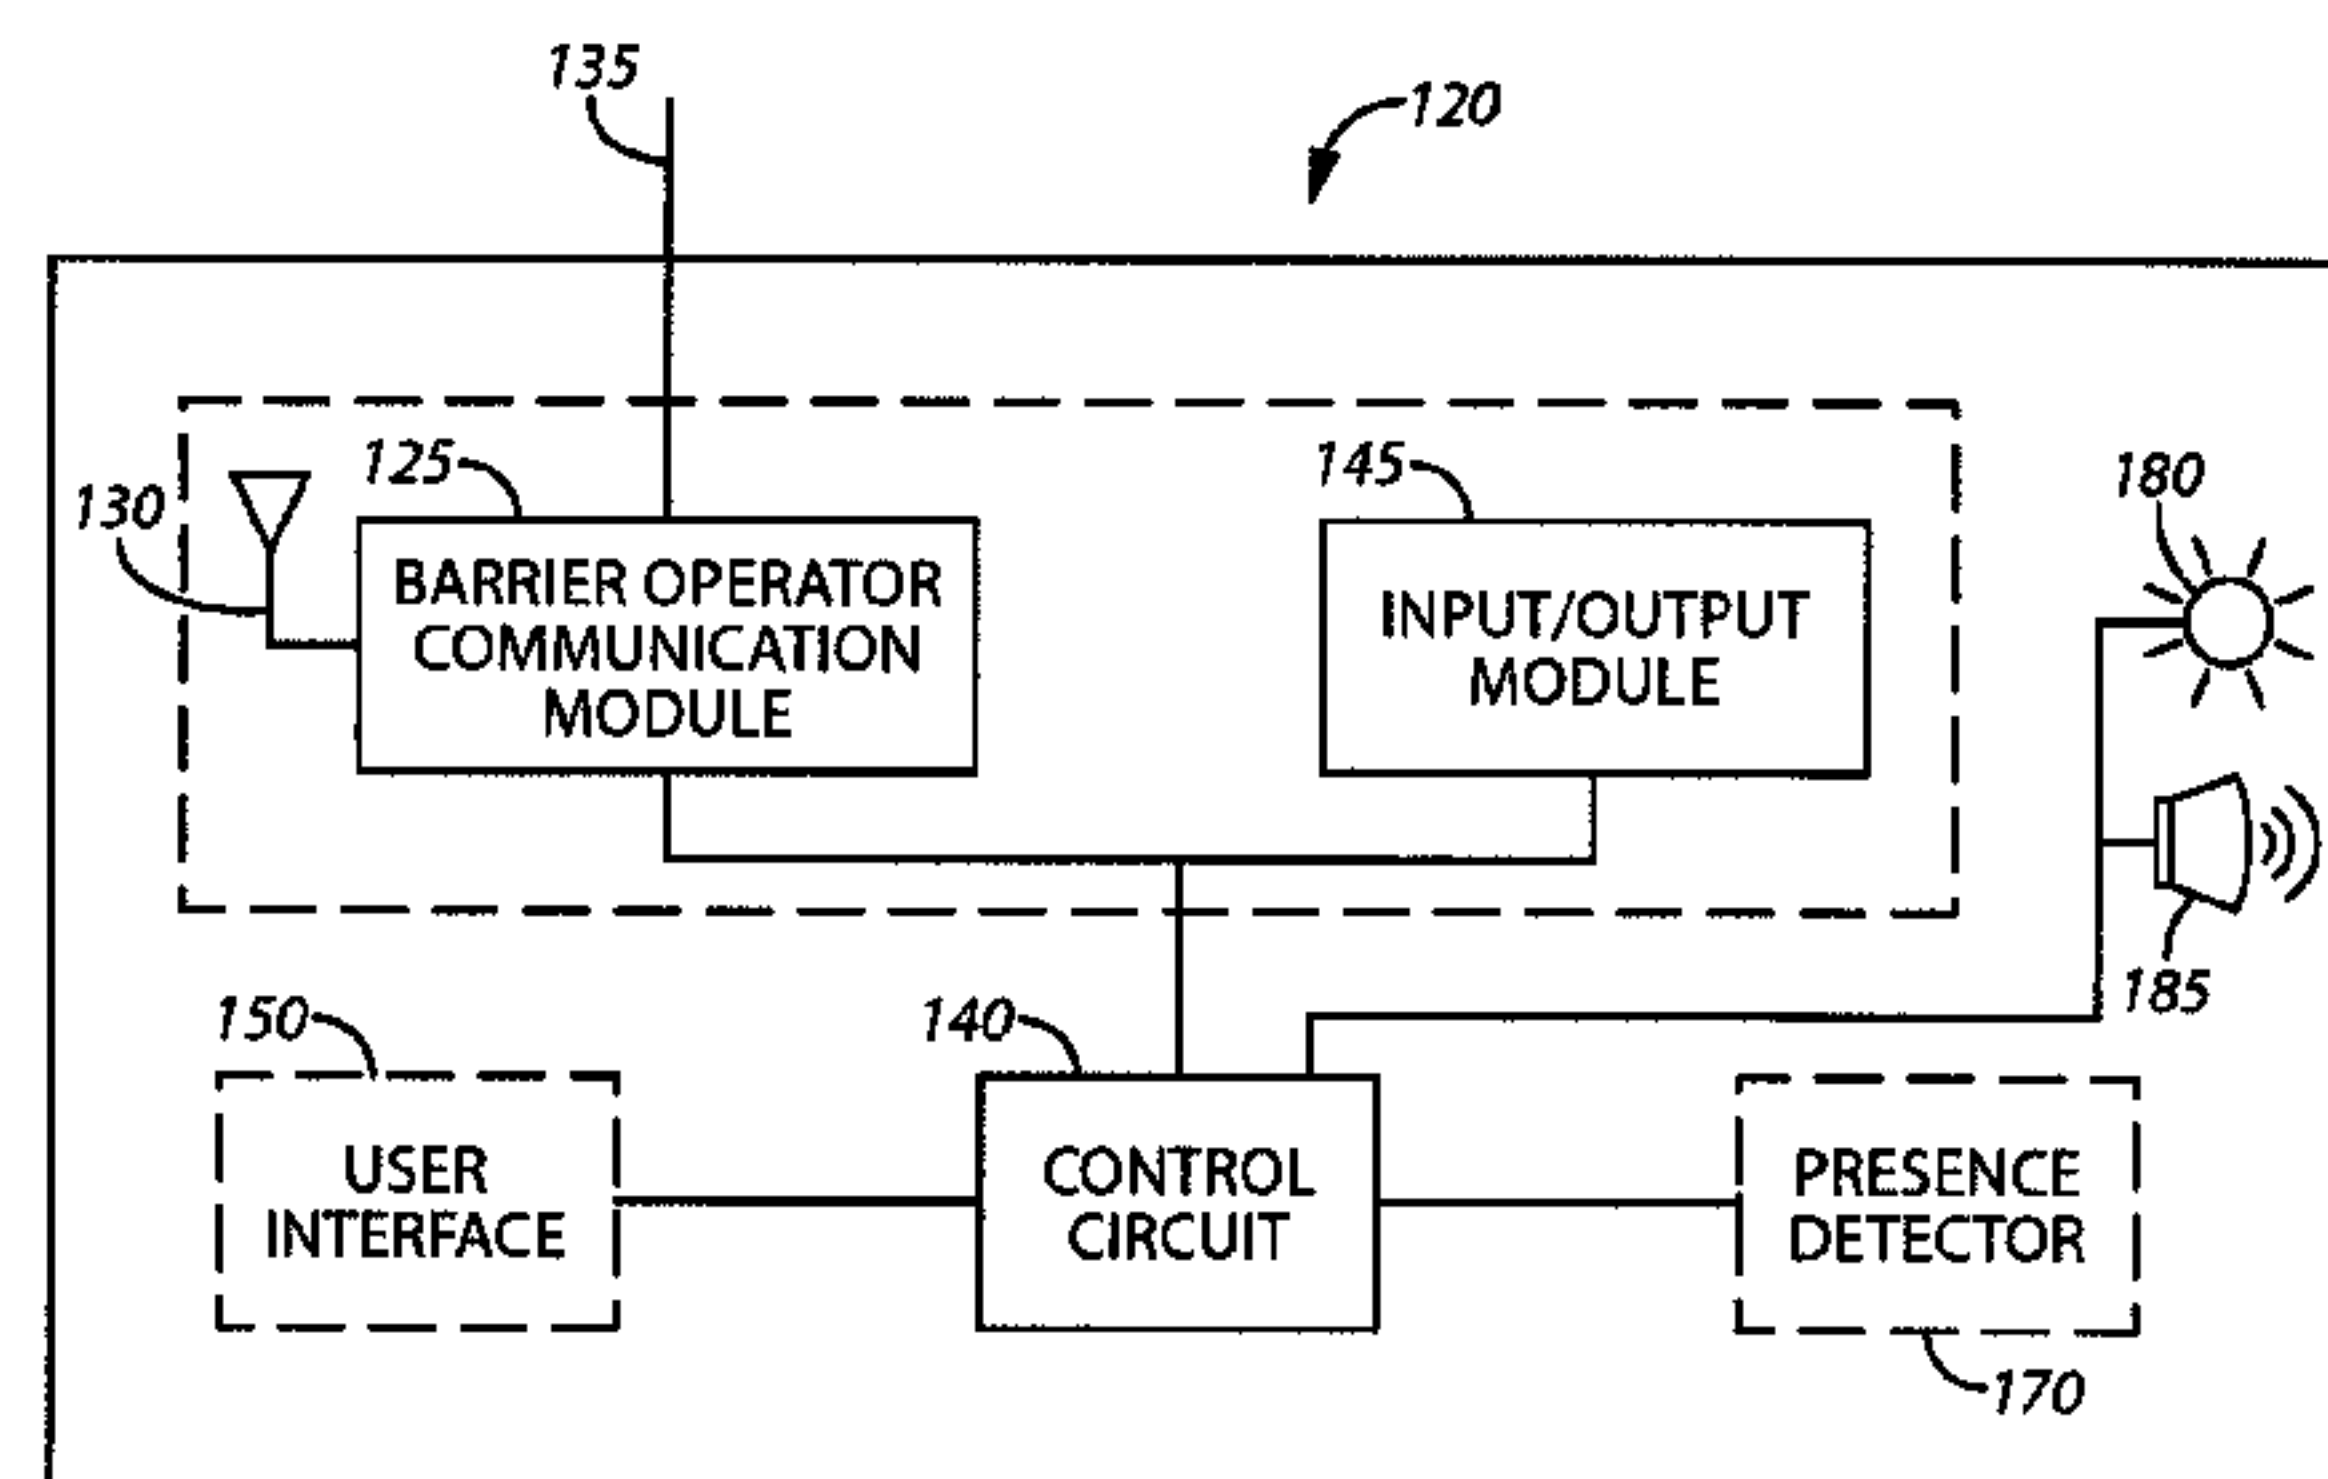 135
120
125
145
130
180
BARRIER OPERATOR
COMMUNICATION
MODULE
INPUT/OUTPUT
MODULE
185
150
140
USER
INTERFACE
CONTROL
CIRCUIT
PRESENCE
DETECTOR
170